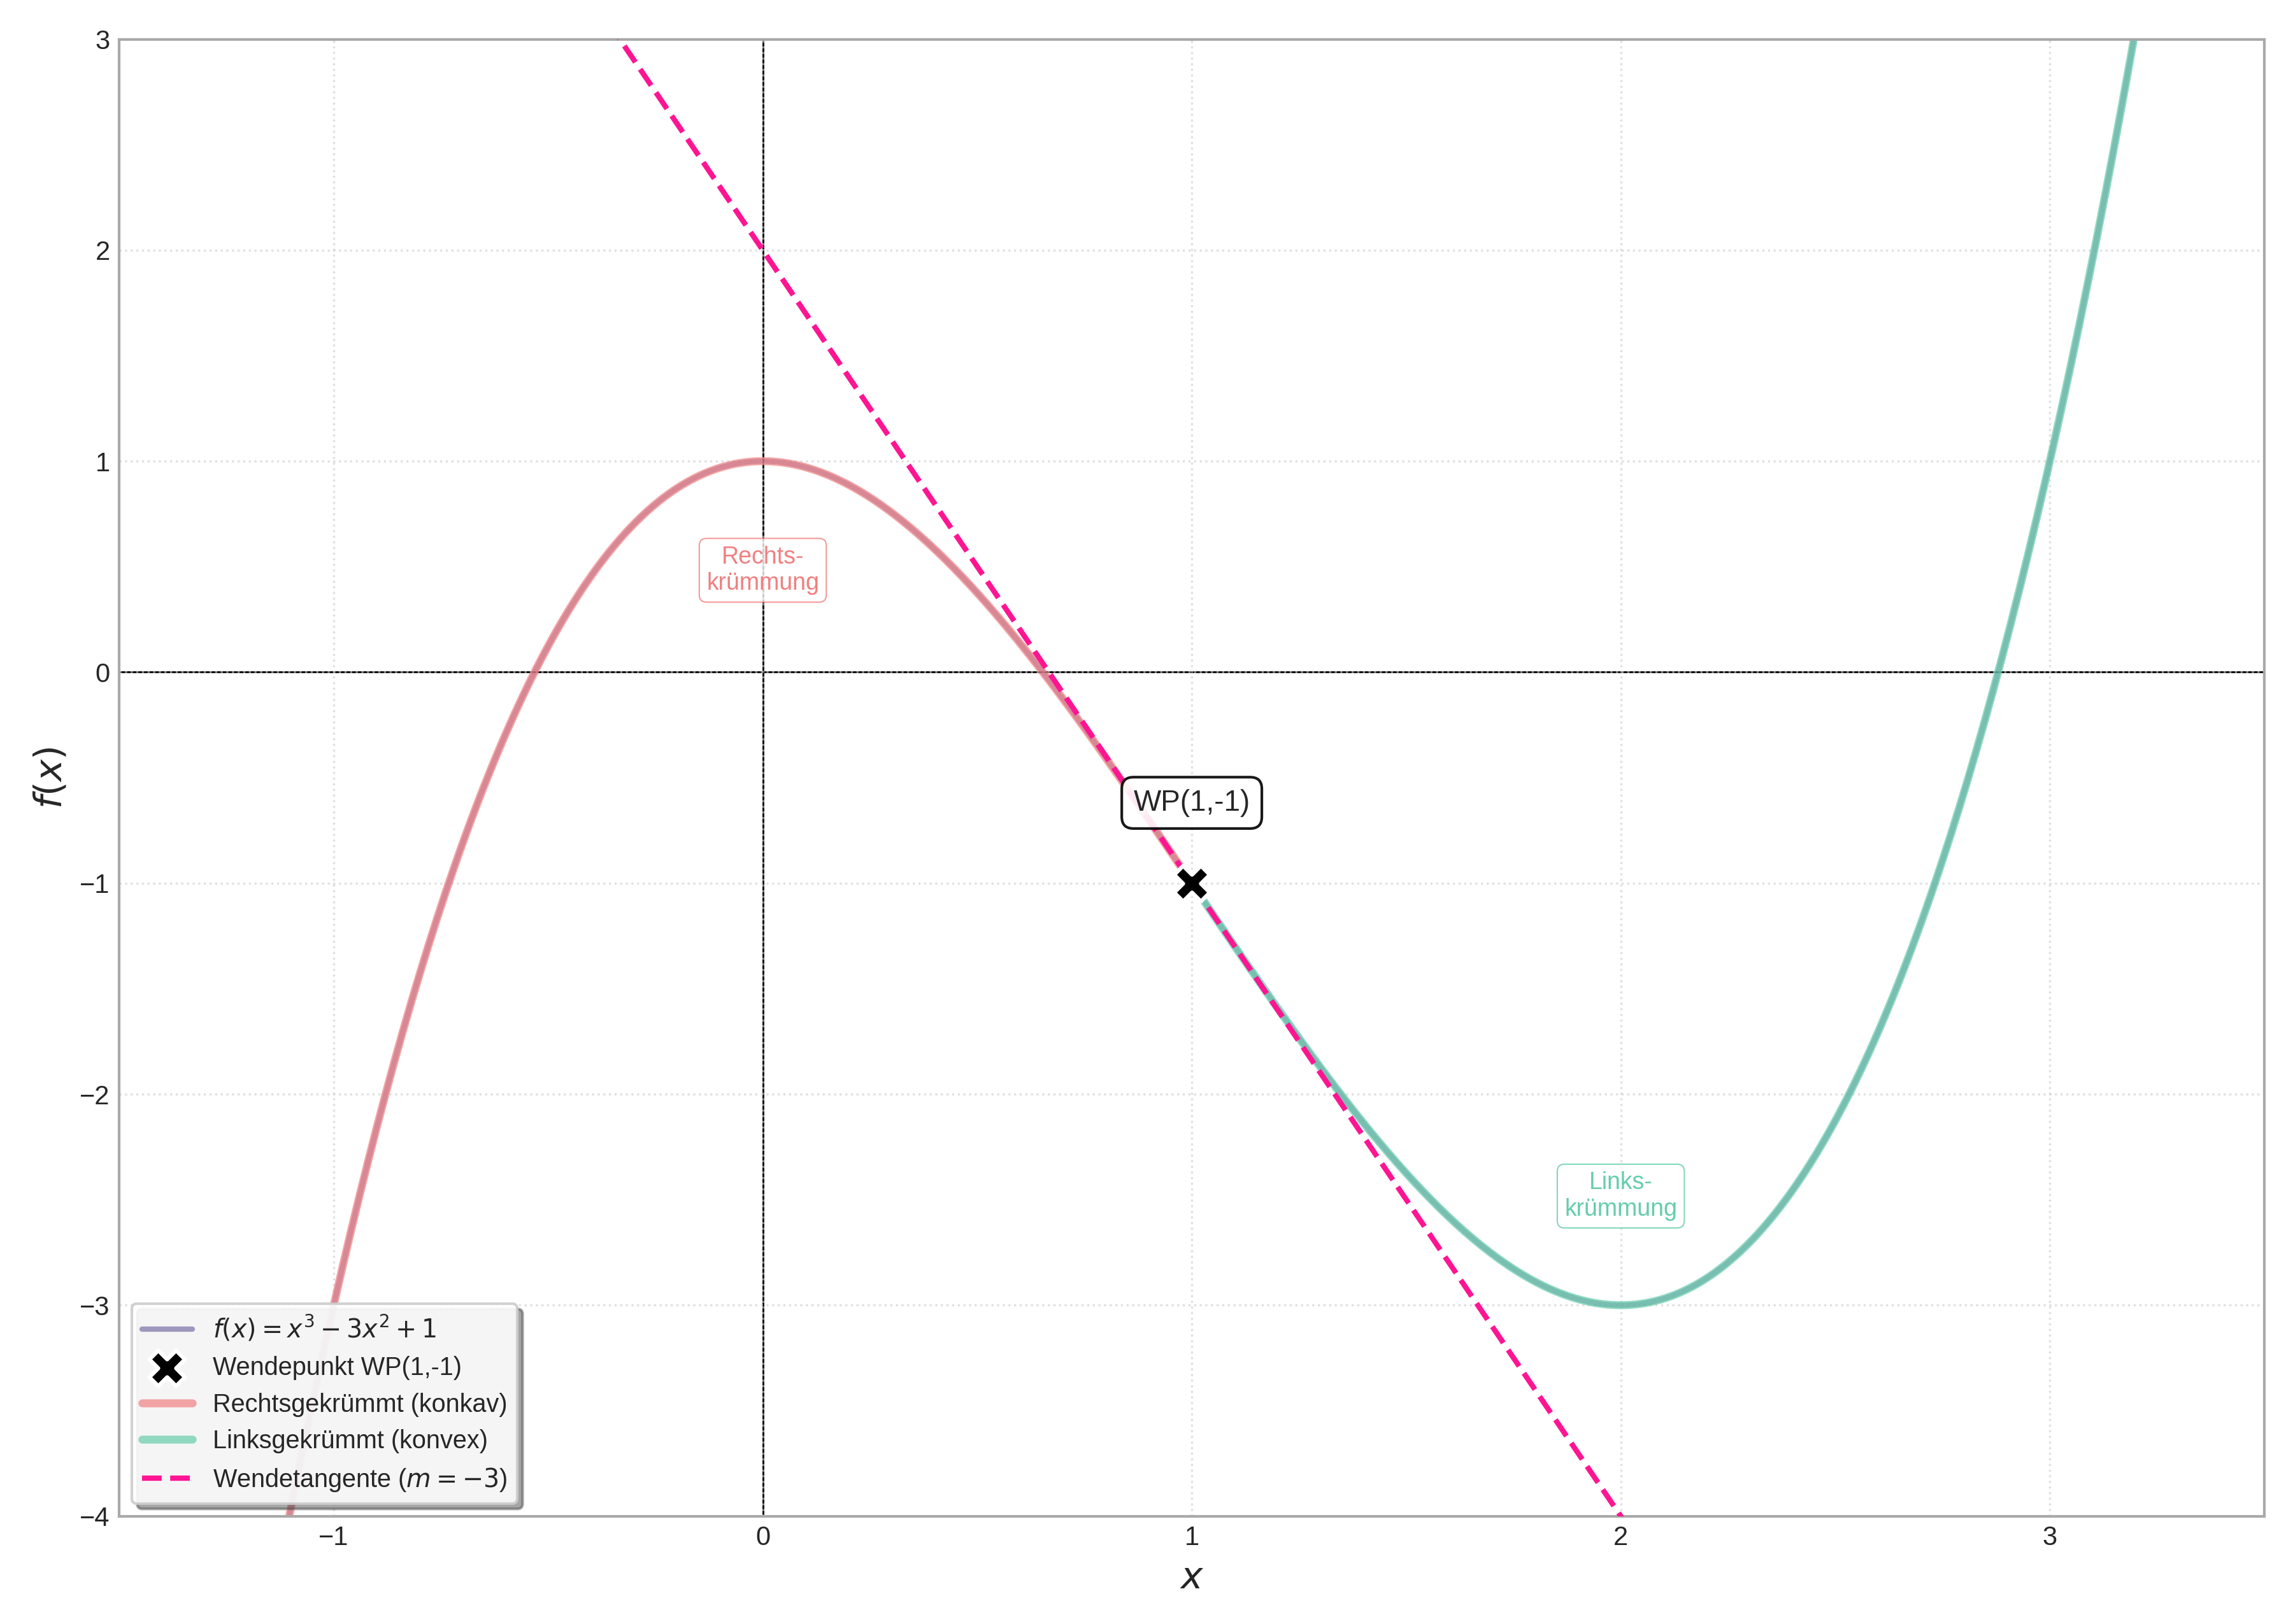 3
2
1
0
−1
−2
−3
−4
f(x)
Rechts-
krümmung
WP(1,-1)
Links-
krümmung
f(x) = x³ − 3x² + 1
Wendepunkt WP(1,-1)
Rechtsgekrümmt (konkav)
Linksgekrümmt (konvex)
Wendetangente (m = −3)
−1 0 1 2 3
x